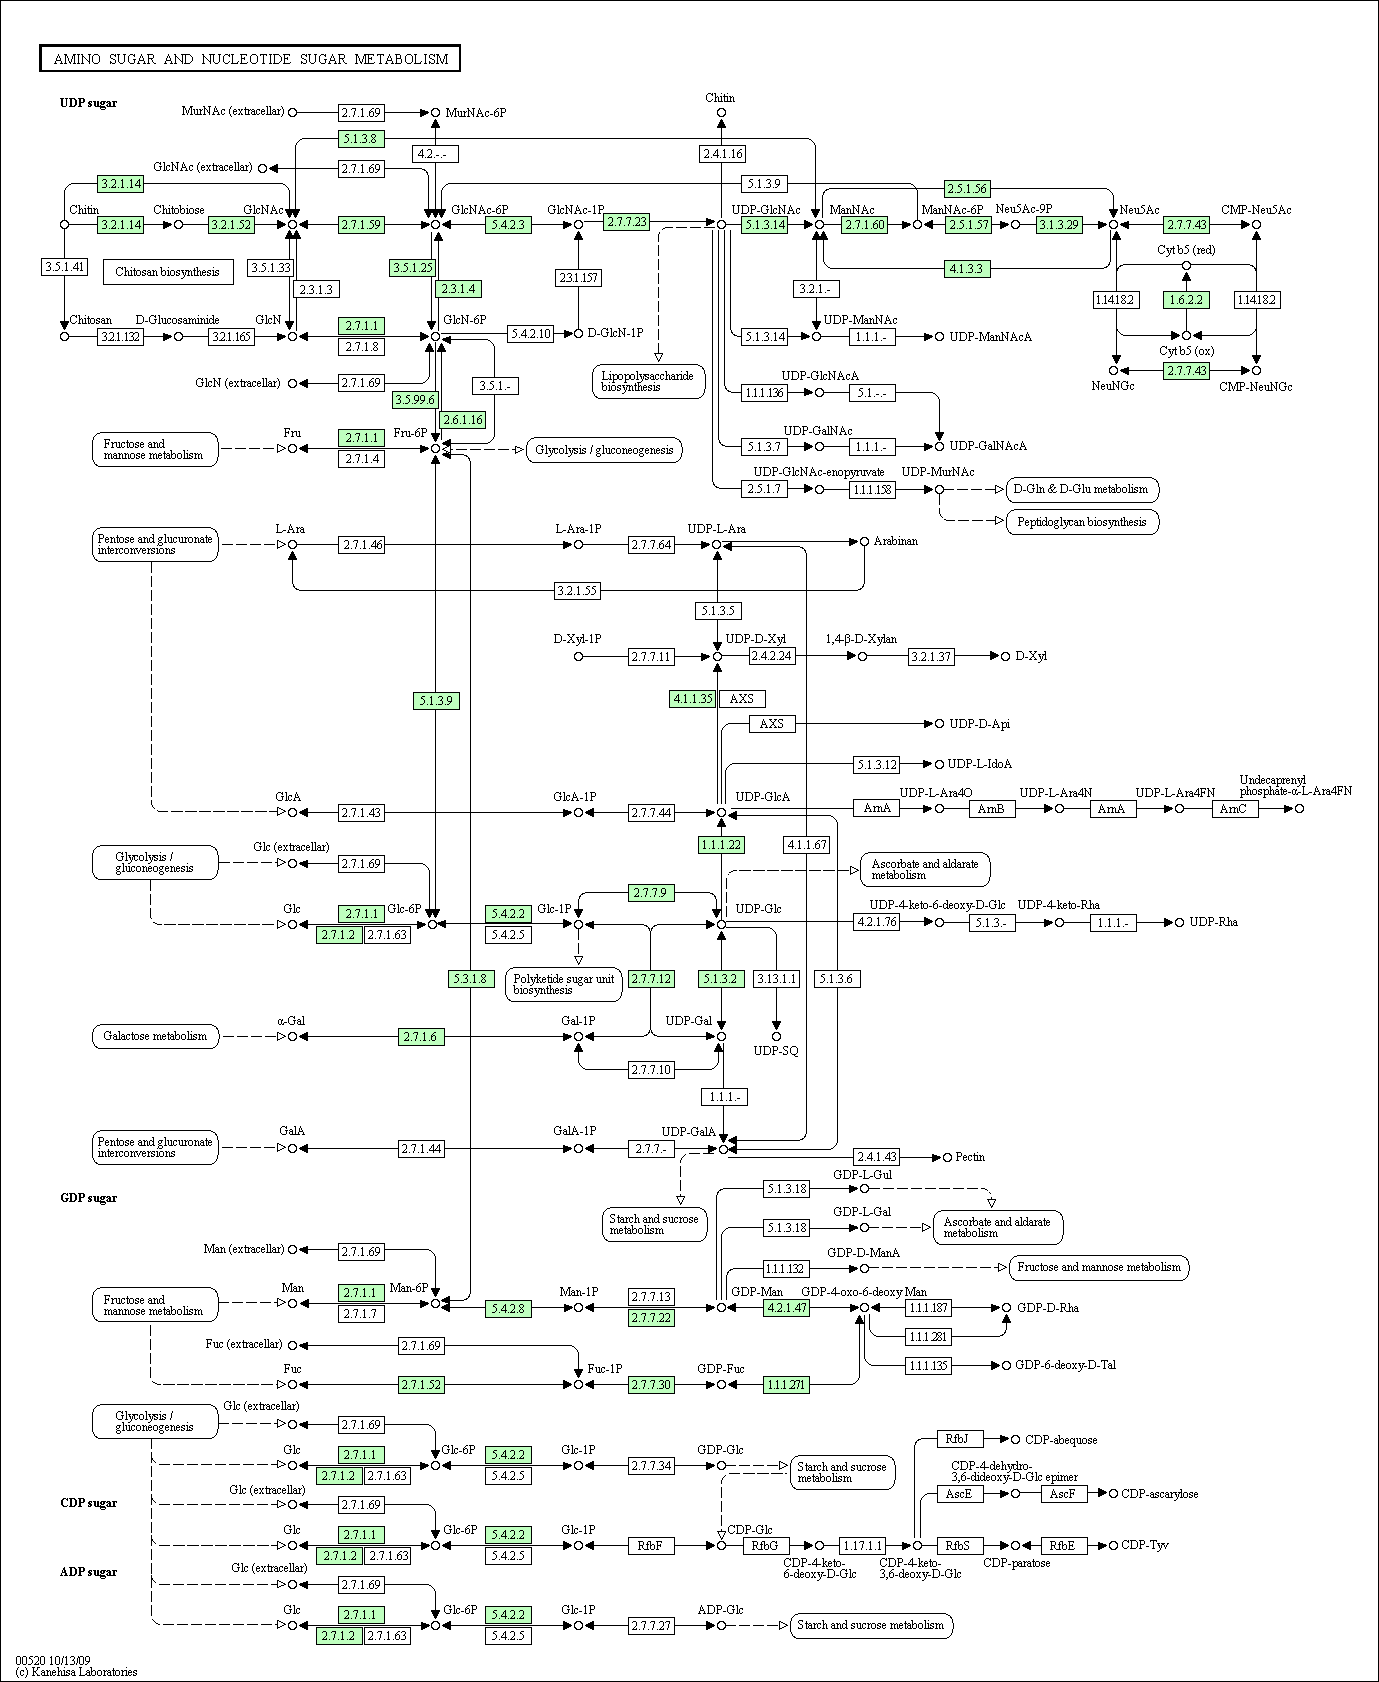 AMINO SUGAR AND NUCLEOTIDE SUGAR METABOLISM
UDP sugar
MurNAc (extracellar)
2.7.1.69
MurNAc-6P
Chitin
5.1.3.8
4.2.-.-
2.4.1.16
GlcNAc (extracellar)
2.7.1.69
3.2.1.14
5.1.3.9
2.5.1.56
Chitin
Chitobiose
GlcNAc
GlcNAc-6P
GlcNAc-1P
UDP-GlcNAc
ManNAc
ManNAc-6P
Neu5Ac-9P
Neu5Ac
CMP-Neu5Ac
3.2.1.14
3.2.1.52
2.7.1.59
5.4.2.3
2.7.7.23
5.1.3.14
2.7.1.60
2.5.1.57
3.1.3.29
2.7.7.43
Cyt b5 (red)
3.5.1.41
Chitosan biosynthesis
3.5.1.33
3.5.1.25
2.3.1.157
4.1.3.3
2.3.1.3
2.3.1.4
3.2.1.-
1.14.18.2
1.6.2.2
1.14.18.2
Chitosan
D-Glucosaminide
GlcN
GlcN-6P
UDP-ManNAc
3.2.1.132
3.2.1.165
2.7.1.1
2.7.1.8
5.4.2.10
D-GlcN-1P
5.1.3.14
1.1.1.-
UDP-ManNAcA
Cyt b5 (ox)
Lipopolysaccharide
biosynthesis
2.7.7.43
NeuNGc
CMP-NeuNGc
GlcN (extracellar)
2.7.1.69
3.5.1.-
UDP-GlcNAcA
1.1.1.136
5.1.-.-
3.5.99.6
2.6.1.16
Fructose and
mannose metabolism
Fru
2.7.1.1
2.7.1.4
Fru-6P
Glycolysis / gluconeogenesis
UDP-GalNAc
5.1.3.7
1.1.1.-
UDP-GalNAcA
UDP-GlcNAc-enopyruvate
UDP-MurNAc
2.5.1.7
1.1.1.158
D-Gln & D-Glu metabolism
Peptidoglycan biosynthesis
Pentose and glucuronate
interconversions
L-Ara
2.7.1.46
L-Ara-1P
2.7.7.64
UDP-L-Ara
Arabinan
3.2.1.55
5.1.3.5
D-Xyl-1P
UDP-D-Xyl
1,4-β-D-Xylan
2.7.7.11
2.4.2.24
3.2.1.37
D-Xyl
5.1.3.9
4.1.1.35
AXS
AXS
UDP-D-Api
5.1.3.12
UDP-L-IdoA
GlcA
GlcA-1P
UDP-GlcA
UDP-L-Ara4O
UDP-L-Ara4N
UDP-L-Ara4FN
Undecaprenyl
phosphate-α-L-Ara4FN
2.7.1.43
2.7.7.44
ArnA
ArnB
ArnA
ArnC
1.1.1.22
4.1.1.67
Glycolysis /
gluconeogenesis
Glc (extracellar)
2.7.1.69
Ascorbate and aldarate
metabolism
2.7.7.9
Glc
2.7.1.1
2.7.1.2
2.7.1.63
Glc-6P
5.4.2.2
5.4.2.5
Glc-1P
UDP-Glc
UDP-4-keto-6-deoxy-D-Glc
UDP-4-keto-Rha
4.2.1.76
5.1.3.-
1.1.1.-
UDP-Rha
5.3.1.8
Polyketide sugar unit
biosynthesis
2.7.7.12
5.1.3.2
3.13.1.1
5.1.3.6
Galactose metabolism
α-Gal
2.7.1.6
Gal-1P
UDP-Gal
UDP-SQ
2.7.7.10
1.1.1.-
Pentose and glucuronate
interconversions
GalA
2.7.1.44
GalA-1P
2.7.7.-
UDP-GalA
2.4.1.43
Pectin
GDP sugar
Starch and sucrose
metabolism
5.1.3.18
GDP-L-Gul
5.1.3.18
GDP-L-Gal
Ascorbate and aldarate
metabolism
Man (extracellar)
2.7.1.69
1.1.1.132
GDP-D-ManA
Fructose and mannose metabolism
Fructose and
mannose metabolism
Man
2.7.1.1
2.7.1.7
Man-6P
5.4.2.8
Man-1P
2.7.7.13
2.7.7.22
GDP-Man
4.2.1.47
GDP-4-oxo-6-deoxy Man
1.1.1.187
GDP-D-Rha
1.1.1.281
Fuc (extracellar)
2.7.1.69
1.1.1.135
GDP-6-deoxy-D-Tal
Fuc
2.7.1.52
Fuc-1P
2.7.7.30
GDP-Fuc
1.1.1.271
Glycolysis /
gluconeogenesis
Glc (extracellar)
2.7.1.69
Glc
2.7.1.1
2.7.1.2
2.7.1.63
Glc-6P
5.4.2.2
5.4.2.5
Glc-1P
2.7.7.34
GDP-Glc
Starch and sucrose
metabolism
RfbJ
CDP-abequose
CDP-4-dehydro-
3,6-dideoxy-D-Glc epimer
AscE
AscF
CDP-ascarylose
CDP sugar
Glc (extracellar)
2.7.1.69
Glc
2.7.1.1
2.7.1.2
2.7.1.63
Glc-6P
5.4.2.2
5.4.2.5
Glc-1P
RfbF
CDP-Glc
RfbG
CDP-4-keto-
6-deoxy-D-Glc
1.17.1.1
CDP-4-keto-
3,6-deoxy-D-Glc
RfbS
CDP-paratose
RfbE
CDP-Tyv
ADP sugar
Glc (extracellar)
2.7.1.69
Glc
2.7.1.1
2.7.1.2
2.7.1.63
Glc-6P
5.4.2.2
5.4.2.5
Glc-1P
2.7.7.27
ADP-Glc
Starch and sucrose metabolism
00520 10/13/09
(c) Kanehisa Laboratories